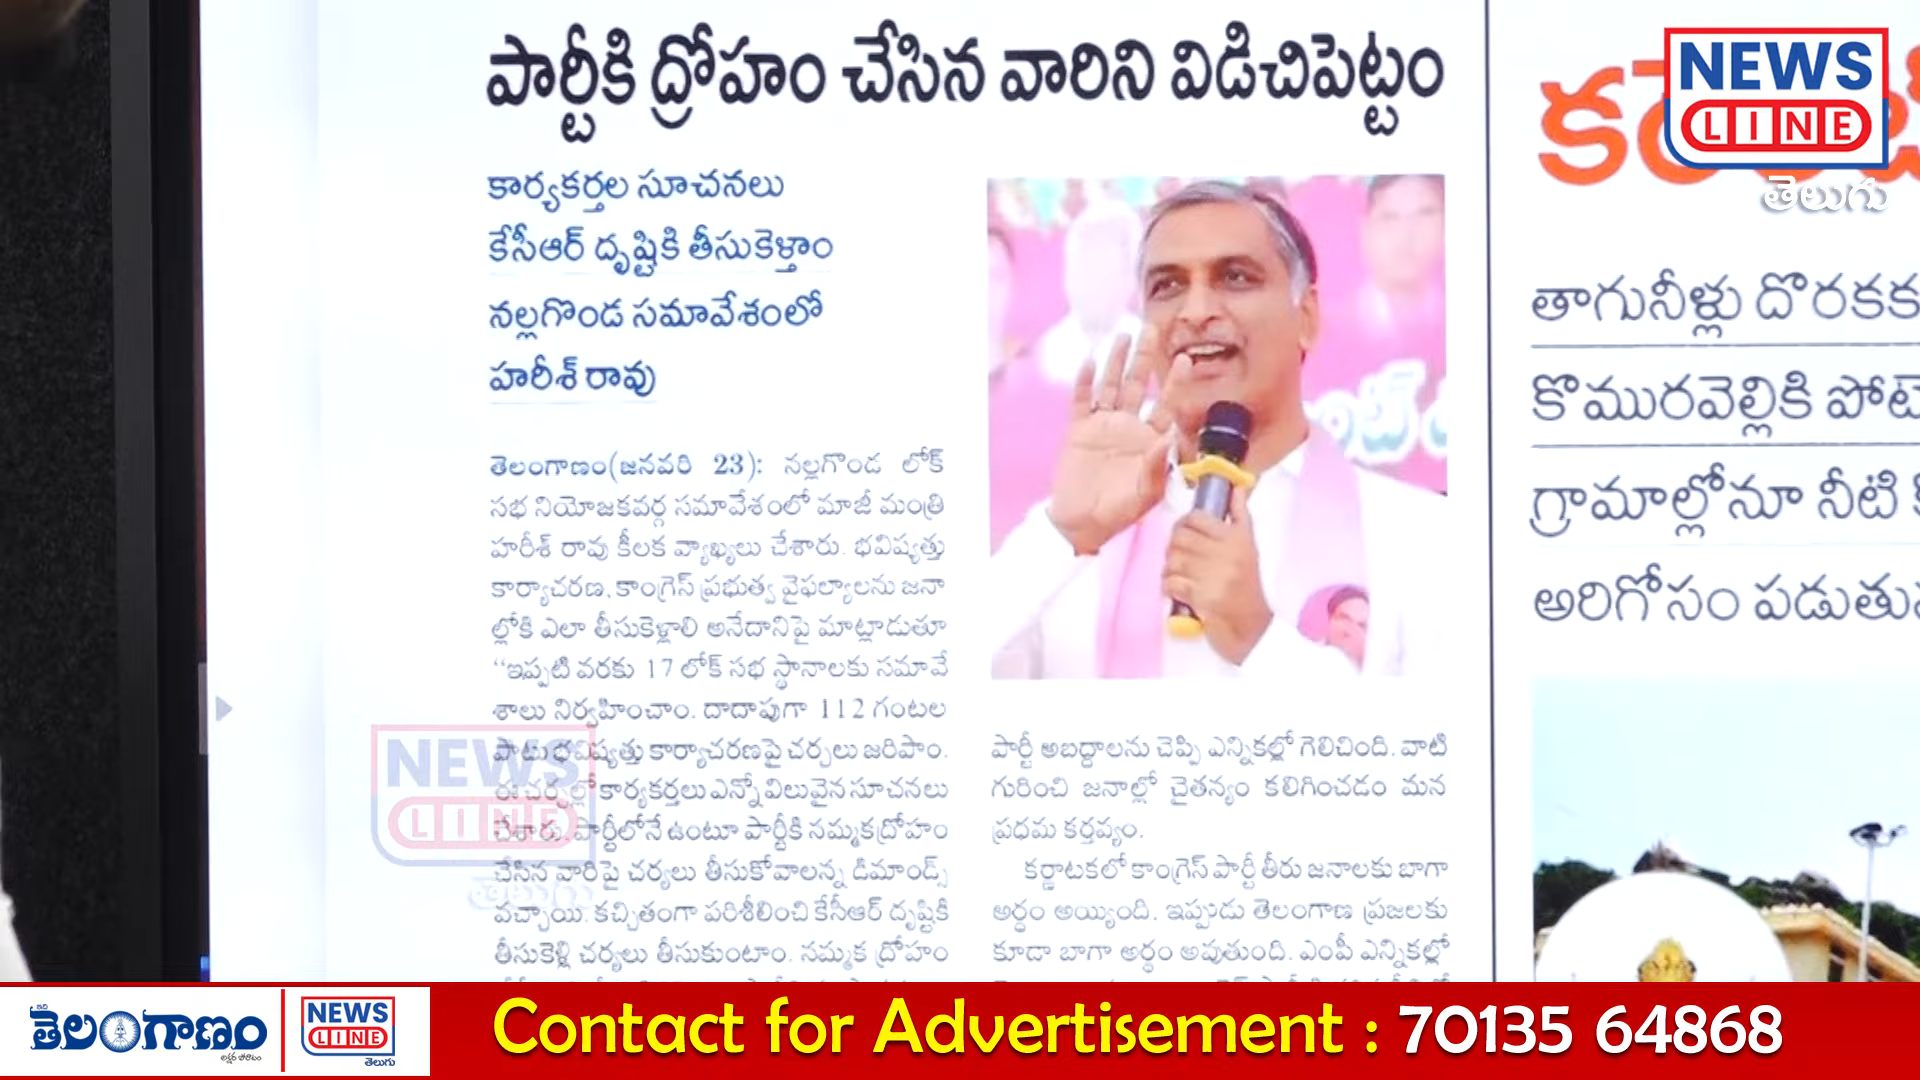 పార్టీకి ద్రోహం చేసిన వారిని విడిచిపెట్టం
కార్యకర్తల సూచనలు
కేసీఆర్ దృష్టికి తీసుకెళ్తాం
నల్లగొండ సమావేశంలో
హరీశ్ రావు
తెలంగాణం(జనవరి 23): నల్లగొండ లోక్
సభ నియోజకవర్గ సమావేశంలో మాజీ మంత్రి
హరీశ్ రావు కీలక వ్యాఖ్యలు చేశారు. భవిష్యత్తు
కార్యాచరణ, కాంగ్రెస్ ప్రభుత్వ వైఫల్యాలను జనా
ల్లోకి ఎలా తీసుకెళ్లాలి అనేదానిపై మాట్లాడుతూ
“ఇప్పటి వరకు 17 లోక్ సభ స్థానాలకు సమావే
శాలు నిర్వహించాం. దాదాపుగా 112 గంటల
పాటు భవిష్యత్తు కార్యాచరణపై చర్చలు జరిపాం.
ఈ చర్చల్లో కార్యకర్తలు ఎన్నో విలువైన సూచనలు
చేశారు. పార్టీలోనే ఉంటూ పార్టీకి నమ్మకద్రోహం
చేసిన వారిపై చర్యలు తీసుకోవాలన్న డిమాండ్స్
వచ్చాయి. కచ్చితంగా పరిశీలించి కేసీఆర్ దృష్టికీ
తీసుకెళ్లి చర్యలు తీసుకుంటాం. నమ్మక ద్రోహం
పార్టీ అబద్ధాలను చెప్పి ఎన్నికల్లో గెలిచింది. వాటి
గురించి జనాల్లో చైతన్యం కలిగించడం మన
ప్రధమ కర్తవ్యం.
కర్ణాటకలో కాంగ్రెస్ పార్టీ తీరు జనాలకు బాగా
అర్థం అయ్యింది. ఇప్పుడు తెలంగాణ ప్రజలకు
కూడా బాగా అర్థం అవుతుంది. ఎంపీ ఎన్నికల్లో
తాగునీళ్లు దొరకక
కొమురవెల్లికి పోటె
గ్రామాల్లోనూ నీటి
అరిగోసం పడుతు
NEWS
LINE
తెలుగు
NEWS
LINE
తెలుగు
తెలంగాణం
NEWS
LINE
తెలుగు
Contact for Advertisement : 70135 64868